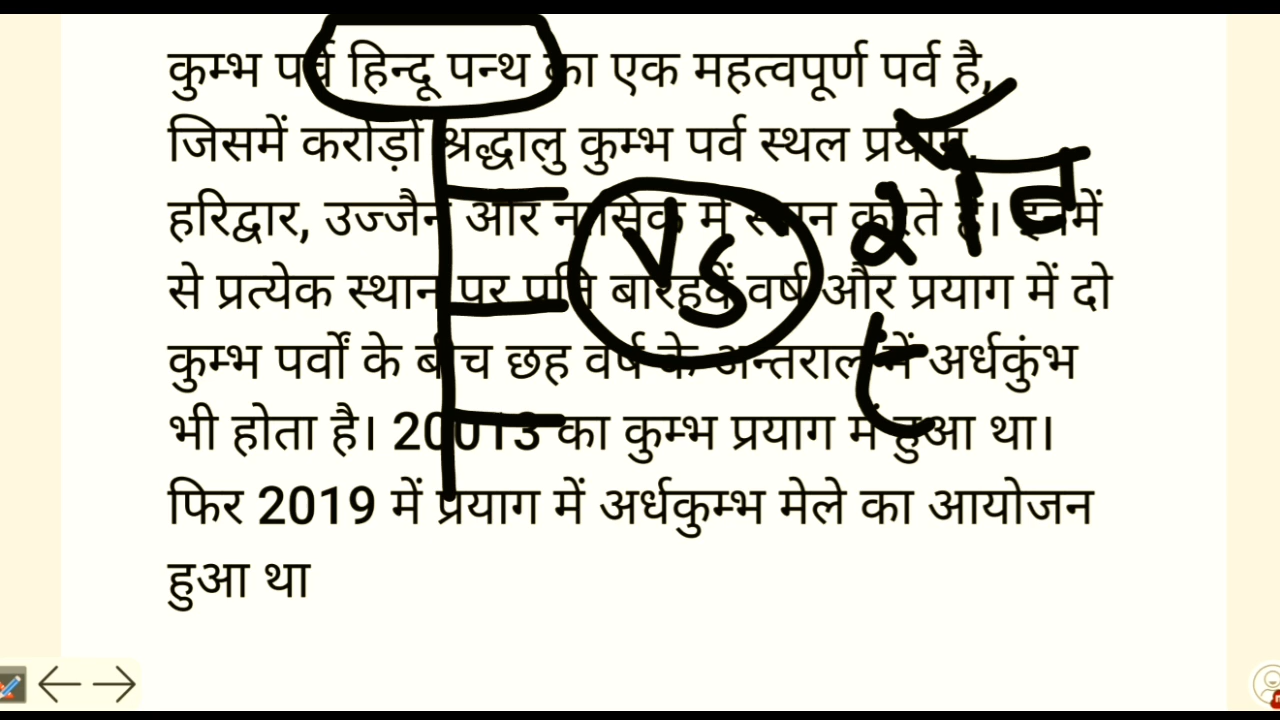 कुम्भ पर्व हिन्दू पन्थ का एक महत्वपूर्ण पर्व है,
जिसमें करोड़ों श्रद्धालु कुम्भ पर्व स्थल प्रयाग,
हरिद्वार, उज्जैन और नासिक में स्नान करते हैं। इनमें
से प्रत्येक स्थान पर प्रति बारहवें वर्ष और प्रयाग में दो
कुम्भ पर्वों के बीच छह वर्ष के अन्तराल में अर्धकुंभ
भी होता है। 20013 का कुम्भ प्रयाग में हुआ था।
फिर 2019 में प्रयाग में अर्धकुम्भ मेले का आयोजन
हुआ था
VS